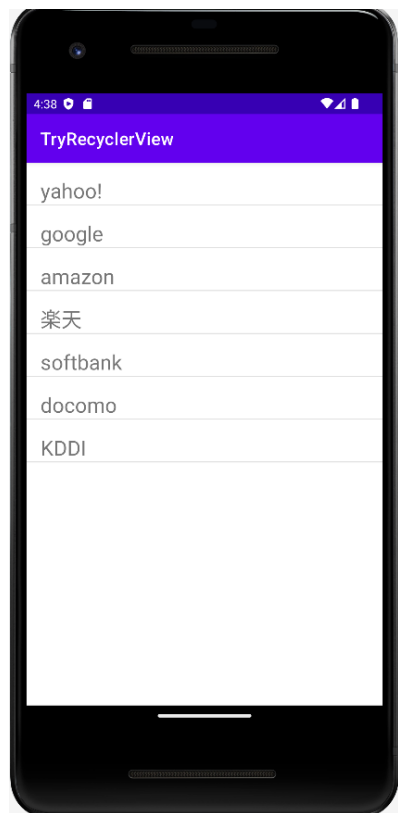 4:38
TryRecyclerView
yahoo!
google
amazon
楽天
softbank
docomo
KDDI